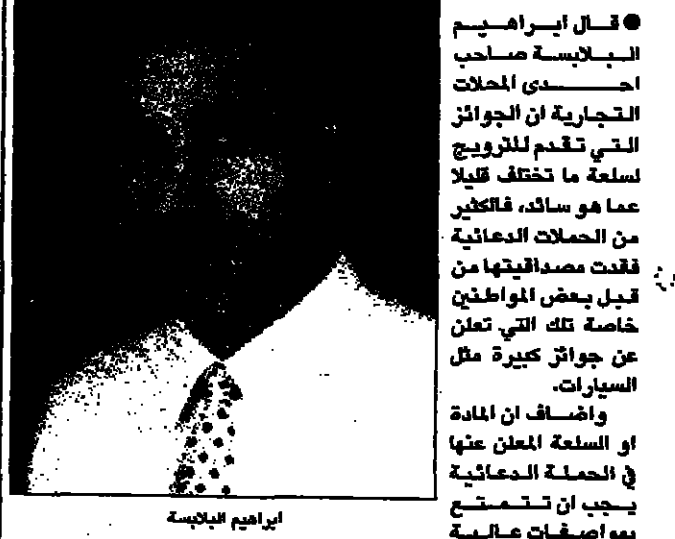 ● قال ابراهيم
البلابسة صاحب
احدى المحلات
التجارية ان الجوائز
التي تقدم للترويج
لسلعة ما تختلف قليلا
عما هو سائد، فالكثير
من الحملات الدعائية
فقدت مصداقيتها من
قبل بعض المواطنين
خاصة تلك التي تعلن
عن جوائز كبيرة مثل
السيارات.
واضاف ان المادة
او السلعة المعلن عنها
في الحملة الدعائية
يجب ان تتمتع
بمواصفات عالية
ابراهيم البلابسة